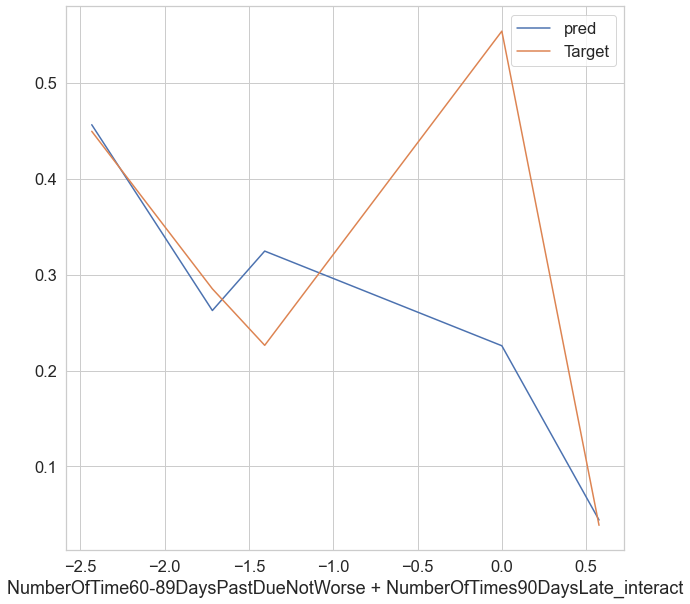 pred
Target
0.5
0.4
0.3
0.2
0.1
−2.5 −2.0 −1.5 −1.0 −0.5 0.0 0.5
NumberOfTime60-89DaysPastDueNotWorse + NumberOfTimes90DaysLate_interact